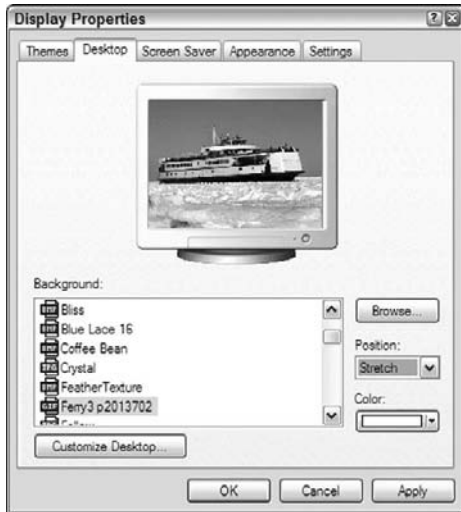 Display Properties
Themes Desktop Screen Saver Appearance Settings
Background:
Bliss
Blue Lace 16
Coffee Bean
Crystal
FeatherTexture
Ferry3 p2013702
Browse...
Position:
Stretch
Color:
Customize Desktop...
OK Cancel Apply